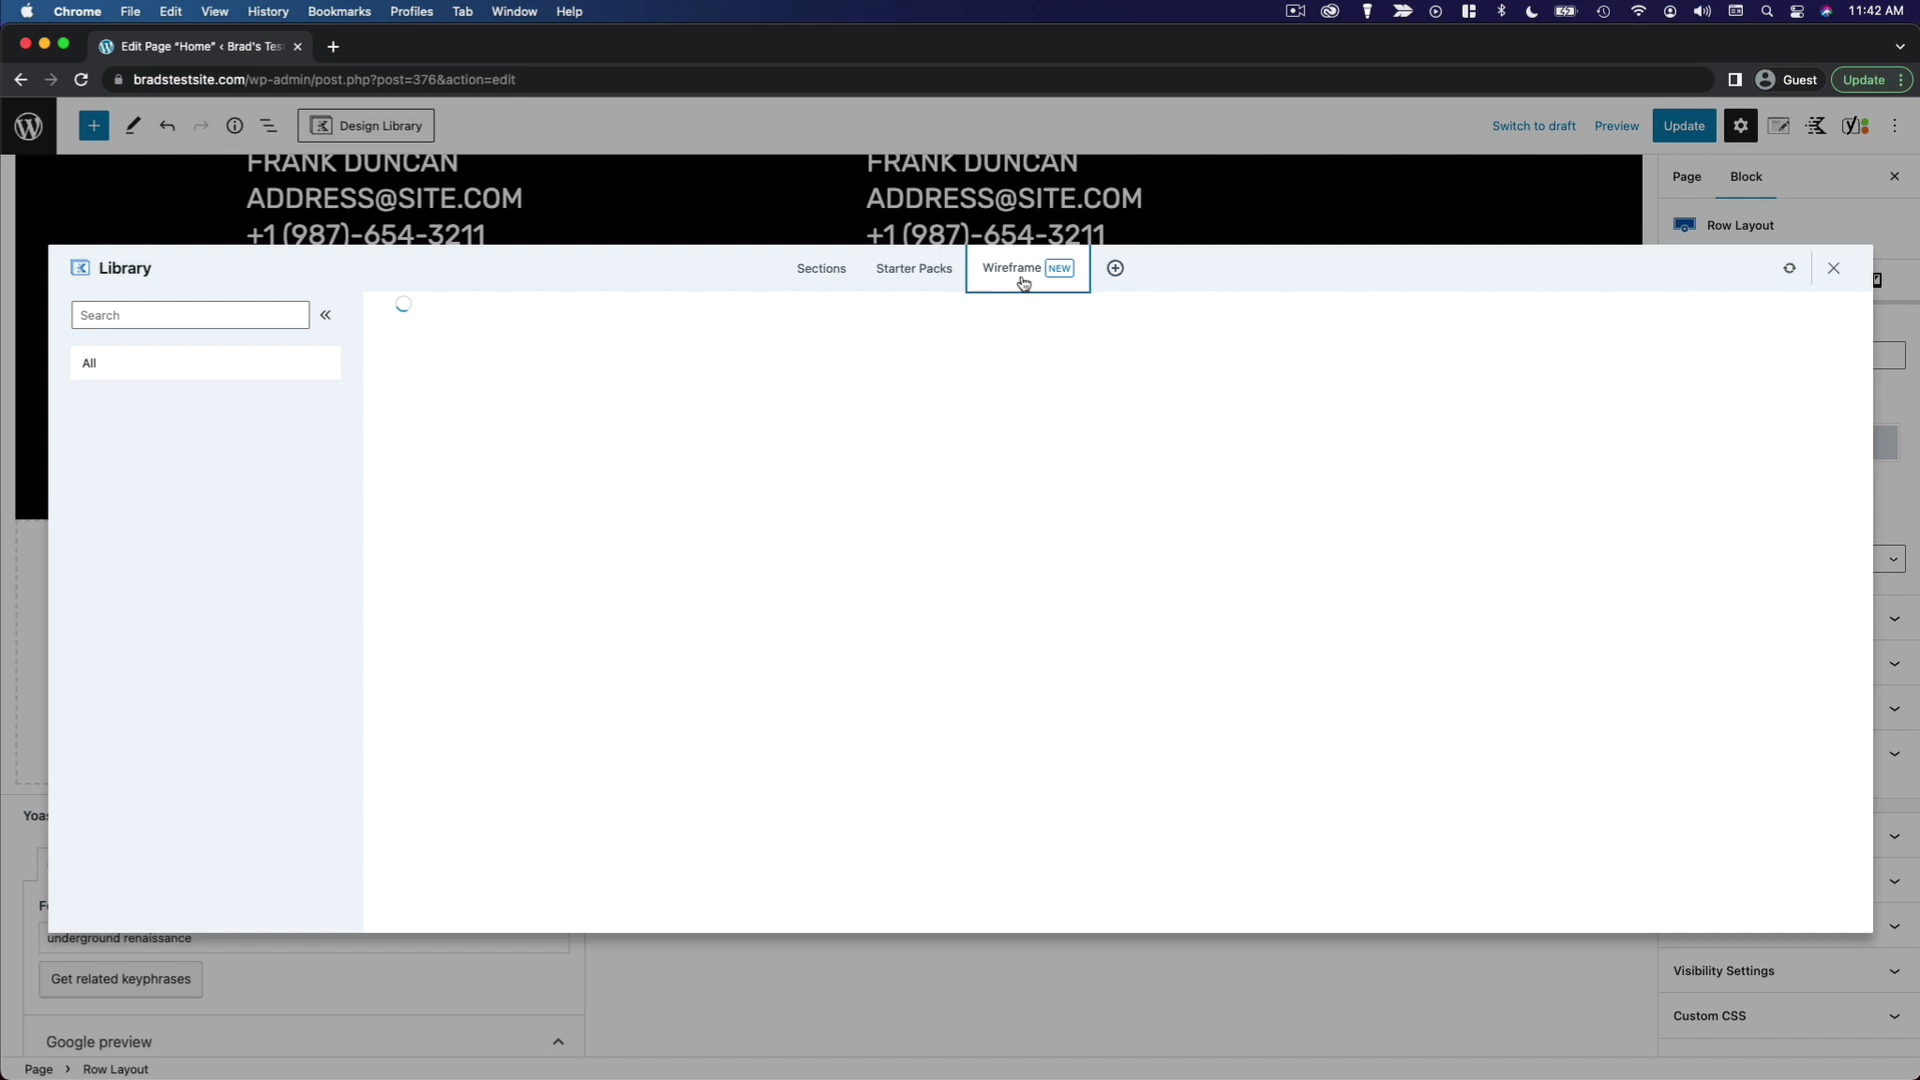 Chrome File Edit View History Bookmarks Profiles Tab Window Help 11:42 AM
Edit Page “Home” ‹ Brad's Tes
bradstestsite.com/wp-admin/post.php?post=376&action=edit Guest Update
Design Library Switch to draft Preview Update
FRANK DUNCAN FRANK DUNCAN Page Block
ADDRESS@SITE.COM ADDRESS@SITE.COM
+1 (987)-654-3211 +1 (987)-654-3211 Row Layout
Library Sections Starter Packs Wireframe NEW
Search
All
Yoas
underground renaissance
Get related keyphrases Visibility Settings
Custom CSS
Google preview
Page › Row Layout